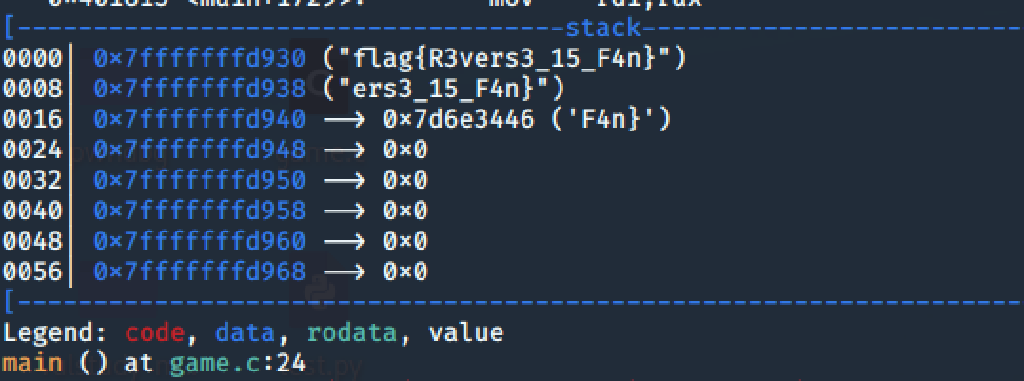 0x401615 <main+1729>: mov rdi,rax
[-------------------------------------stack-------------------------
0000| 0x7fffffffd930 ("flag{R3vers3_15_F4n}")
0008| 0x7fffffffd938 ("ers3_15_F4n}")
0016| 0x7fffffffd940 --> 0x7d6e3446 ('F4n}')
0024| 0x7fffffffd948 --> 0x0
0032| 0x7fffffffd950 --> 0x0
0040| 0x7fffffffd958 --> 0x0
0048| 0x7fffffffd960 --> 0x0
0056| 0x7fffffffd968 --> 0x0
[-------------------------------------------------------------------
Legend: code, data, rodata, value
main () at game.c:24